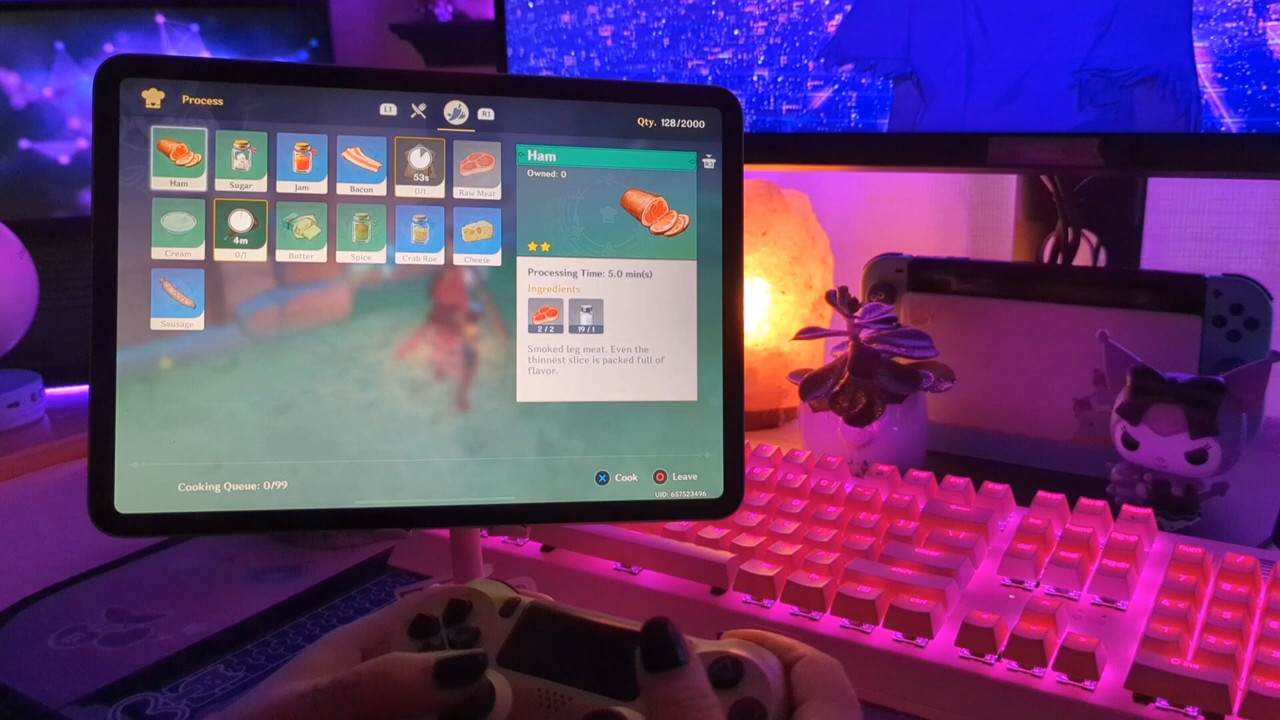 Process
L1
R1
Qty. 128/2000
Ham
Sugar
Jam
Bacon
53s
0/1
Raw Meat
Cream
4m
0/1
Butter
Spice
Crab Roe
Cheese
Sausage
Ham
Owned: 0
Processing Time: 5.0 min(s)
Ingredients
2/2
19/1
Smoked leg meat. Even the
thinnest slice is packed full of
flavor.
Cooking Queue: 0/99
Cook
Leave
UID: 657523496